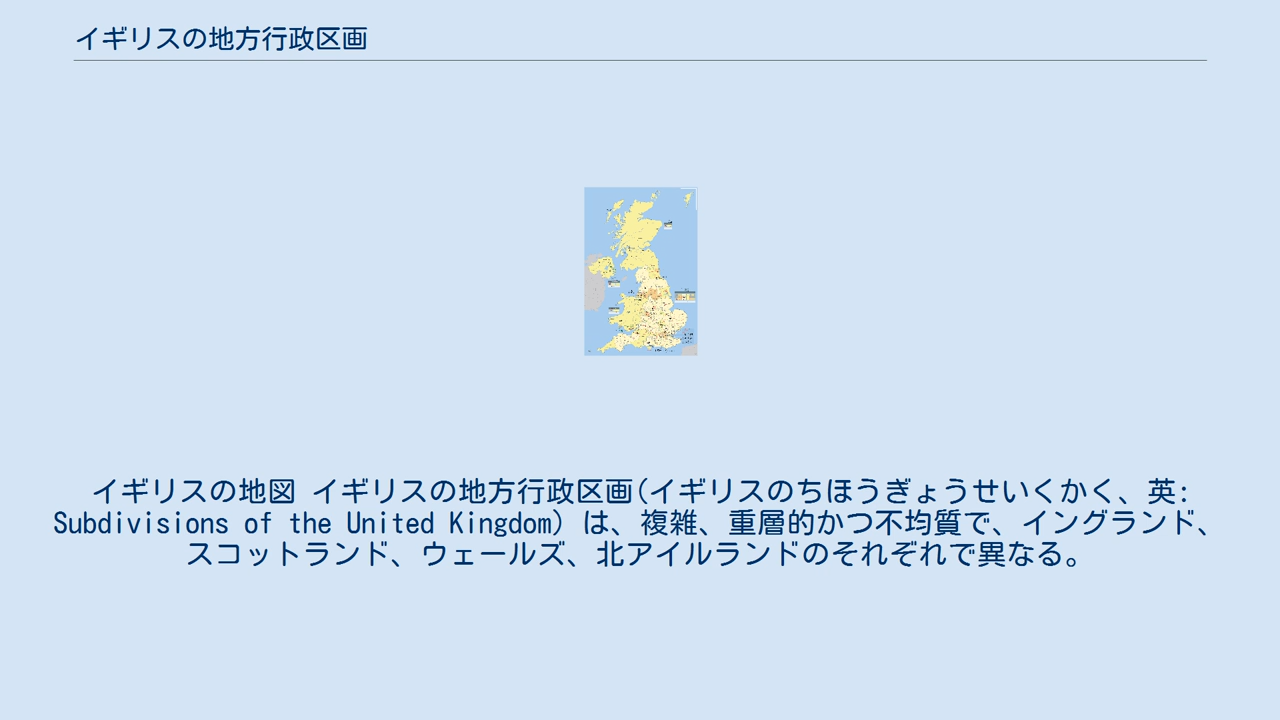 イギリスの地方行政区画
イギリスの地図 イギリスの地方行政区画(イギリスのちほうぎょうせいくかく、英:
Subdivisions of the United Kingdom) は、複雑、重層的かつ不均質で、イングランド、
スコットランド、ウェールズ、北アイルランドのそれぞれで異なる。